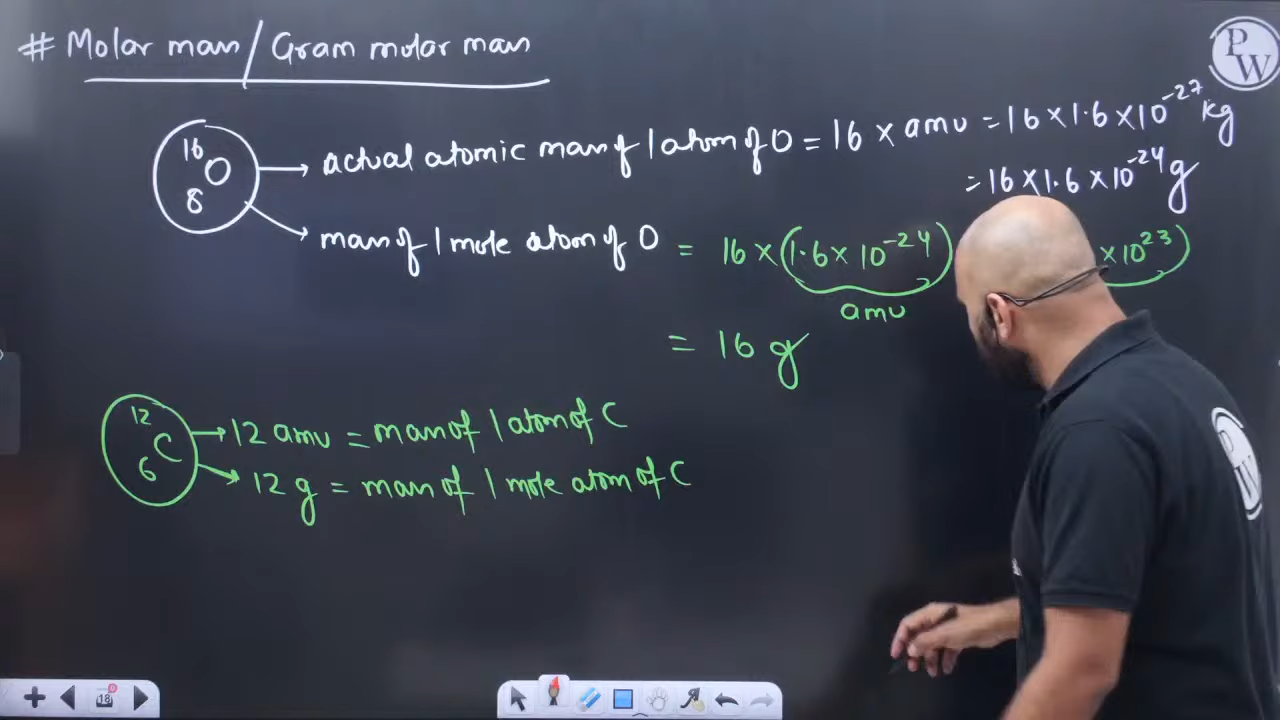 # Molar mass/Gram molar mass
PW
16 O 8 → actual atomic mass of 1 atom of O = 16 × amu = 16 × 1.6 × 10⁻²⁷ kg
= 16 × 1.6 × 10⁻²⁴ g
mass of 1 mole atom of O = 16 × (1.6 × 10⁻²⁴) × 10²³)
amu
= 16 g
12 C 6 → 12 amu = mass of 1 atom of C
→ 12 g = mass of 1 mole atom of C
PW
18